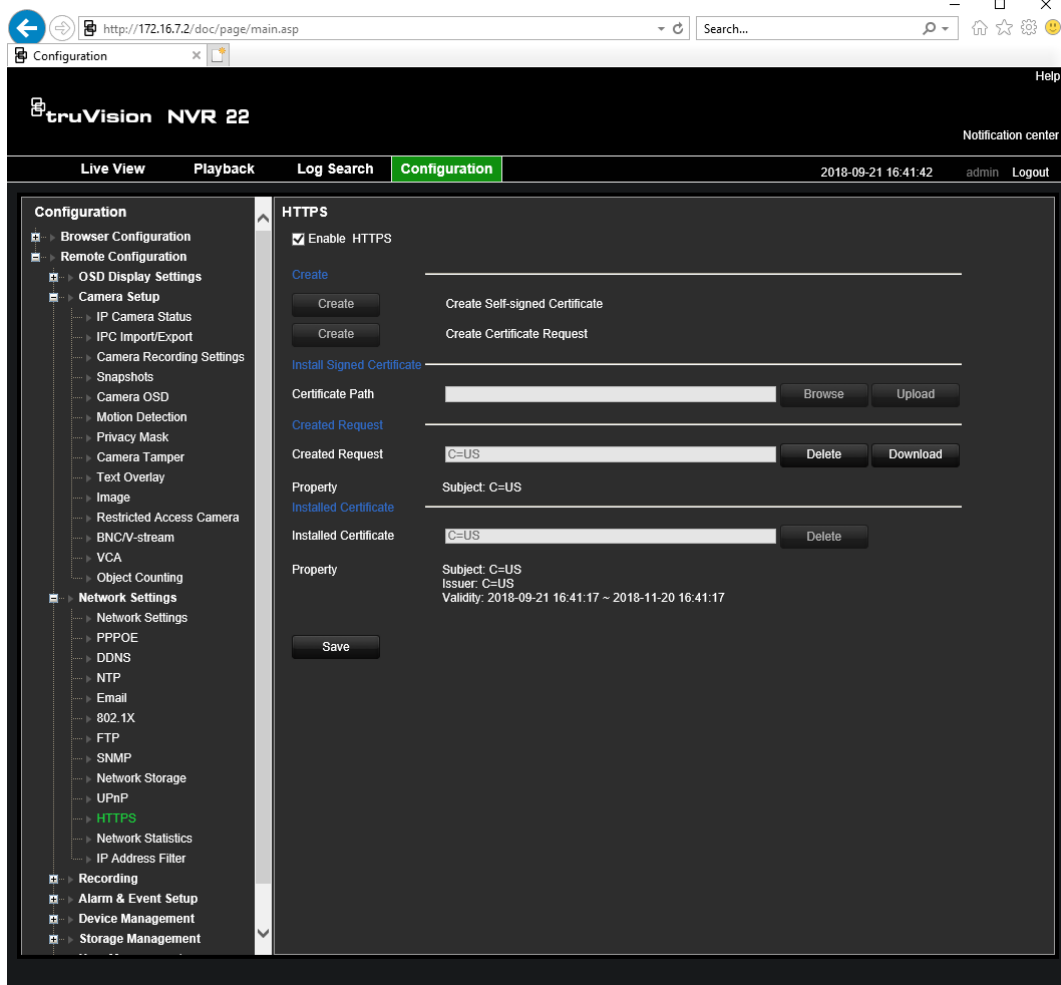 http://172.16.7.2/doc/page/main.asp
Search...
Configuration
Help
truVision NVR 22
Notification center
Live View Playback Log Search Configuration 2018-09-21 16:41:42 admin Logout
Configuration
Browser Configuration
Remote Configuration
OSD Display Settings
Camera Setup
IP Camera Status
IPC Import/Export
Camera Recording Settings
Snapshots
Camera OSD
Motion Detection
Privacy Mask
Camera Tamper
Text Overlay
Image
Restricted Access Camera
BNC/V-stream
VCA
Object Counting
Network Settings
Network Settings
PPPOE
DDNS
NTP
Email
802.1X
FTP
SNMP
Network Storage
UPnP
HTTPS
Network Statistics
IP Address Filter
Recording
Alarm & Event Setup
Device Management
Storage Management
HTTPS
Enable HTTPS
Create
Create Create Self-signed Certificate
Create Create Certificate Request
Install Signed Certificate
Certificate Path Browse Upload
Created Request
Created Request C=US Delete Download
Property Subject: C=US
Installed Certificate
Installed Certificate C=US Delete
Property Subject: C=US
Issuer: C=US
Validity: 2018-09-21 16:41:17 ~ 2018-11-20 16:41:17
Save